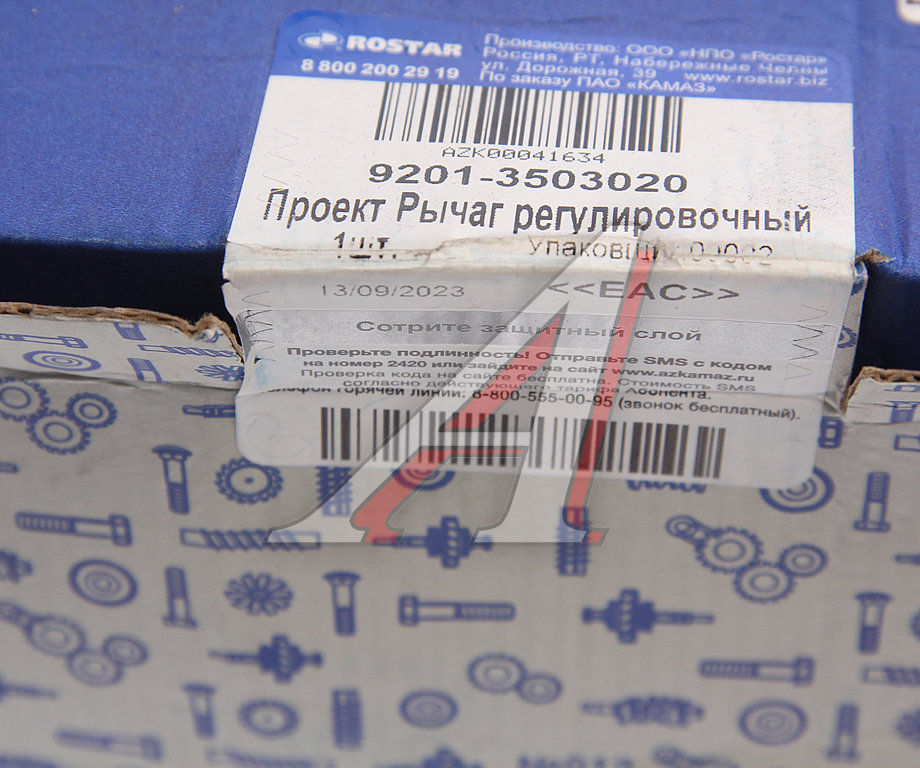 ROSTAR
8 800 200 29 19
Производство: ООО «НПО «Ростар»
Россия, РТ, Набережные Челны
ул. Дорожная, 39 www.rostar.biz
По заказу ПАО «КАМАЗ»
AZK00041634
9201-3503020
Проект Рычаг регулировочный
1шт. Упаковщик
13/09/2023 <<EAC>>
Сотрите защитный слой
Проверьте подлинность! Отправьте SMS с кодом
на номер 2420 или зайдите на сайт www.azkamaz.ru
Проверка кода на сайте бесплатна. Стоимость SMS
согласно действующего тарифа Абонента.
горячей линии: 8-800-555-00-95 (звонок бесплатный).